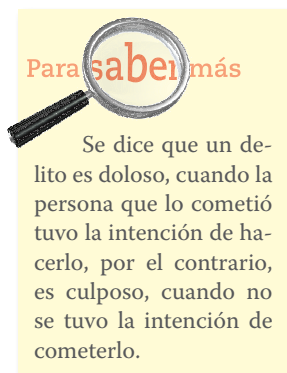 Para saber más
Se dice que un de-
lito es doloso, cuando la
persona que lo cometió
tuvo la intención de ha-
cerlo, por el contrario,
es culposo, cuando no
se tuvo la intención de
cometerlo.